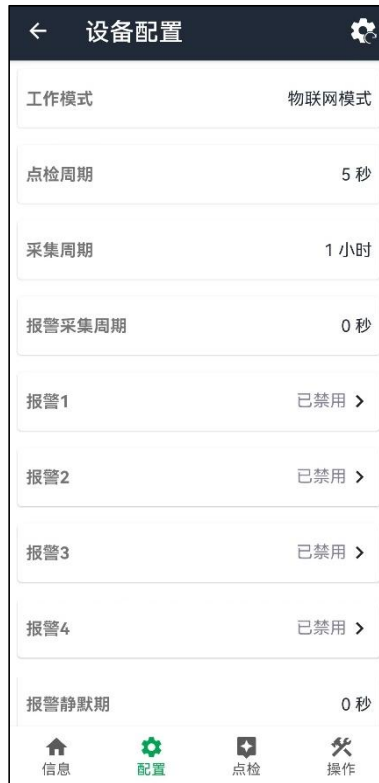 设备配置
工作模式 物联网模式
点检周期 5 秒
采集周期 1 小时
报警采集周期 0 秒
报警1 已禁用
报警2 已禁用
报警3 已禁用
报警4 已禁用
报警静默期 0 秒
信息 配置 点检 操作